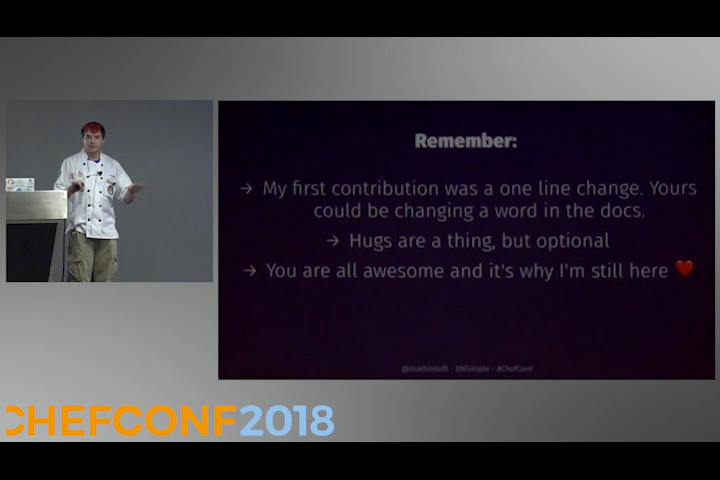 Remember:
→ My first contribution was a one line change. Yours
could be changing a word in the docs.
→ Hugs are a thing, but optional
→ You are all awesome and it's why I'm still here ❤️
@martinisoft · DNSimple · #ChefConf
CHEFCONF2018